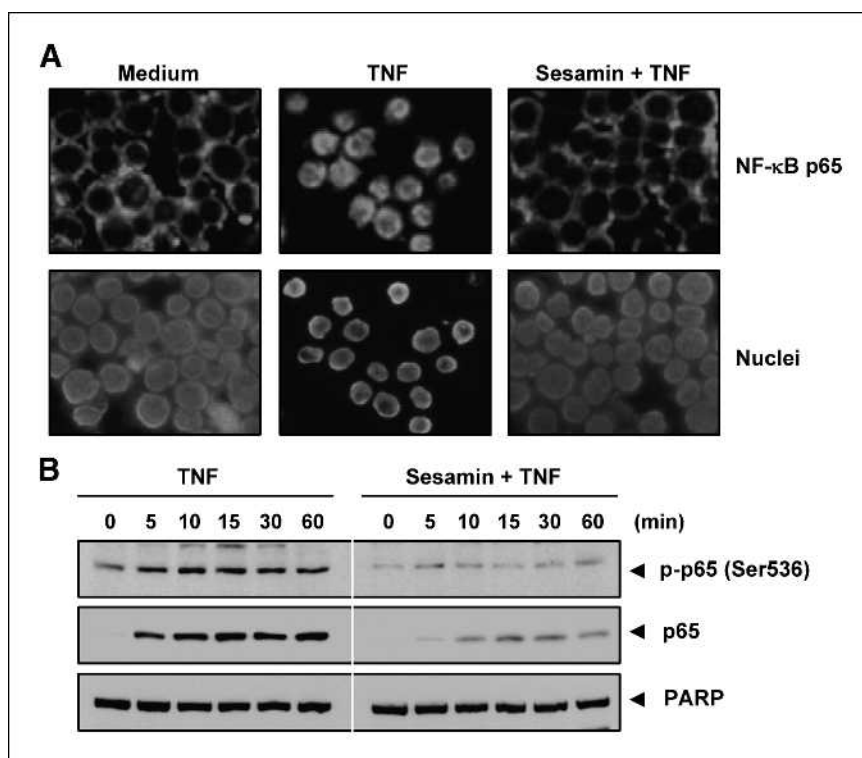 A
Medium TNF Sesamin + TNF
NF-κB p65
Nuclei
B
TNF Sesamin + TNF
0 5 10 15 30 60 0 5 10 15 30 60 (min)
p-p65 (Ser536)
p65
PARP